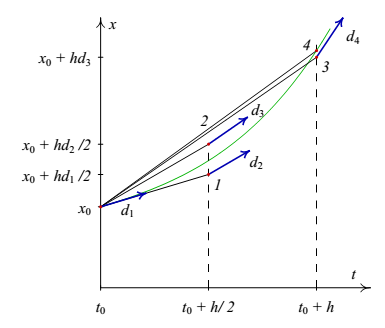 x
4
d4
x0 + hd3
3
2
d3
x0 + hd2 /2
d2
x0 + hd1 /2
1
x0
d1
t
t0
t0 + h/ 2
t0 + h